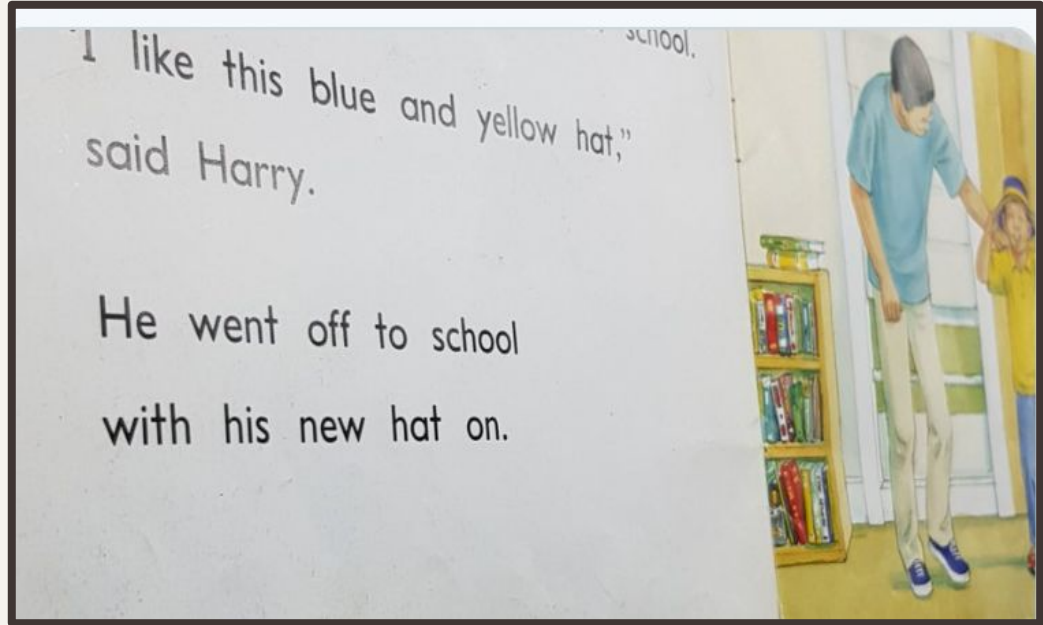 school.
"I like this blue and yellow hat,"
said Harry.
He went off to school
with his new hat on.